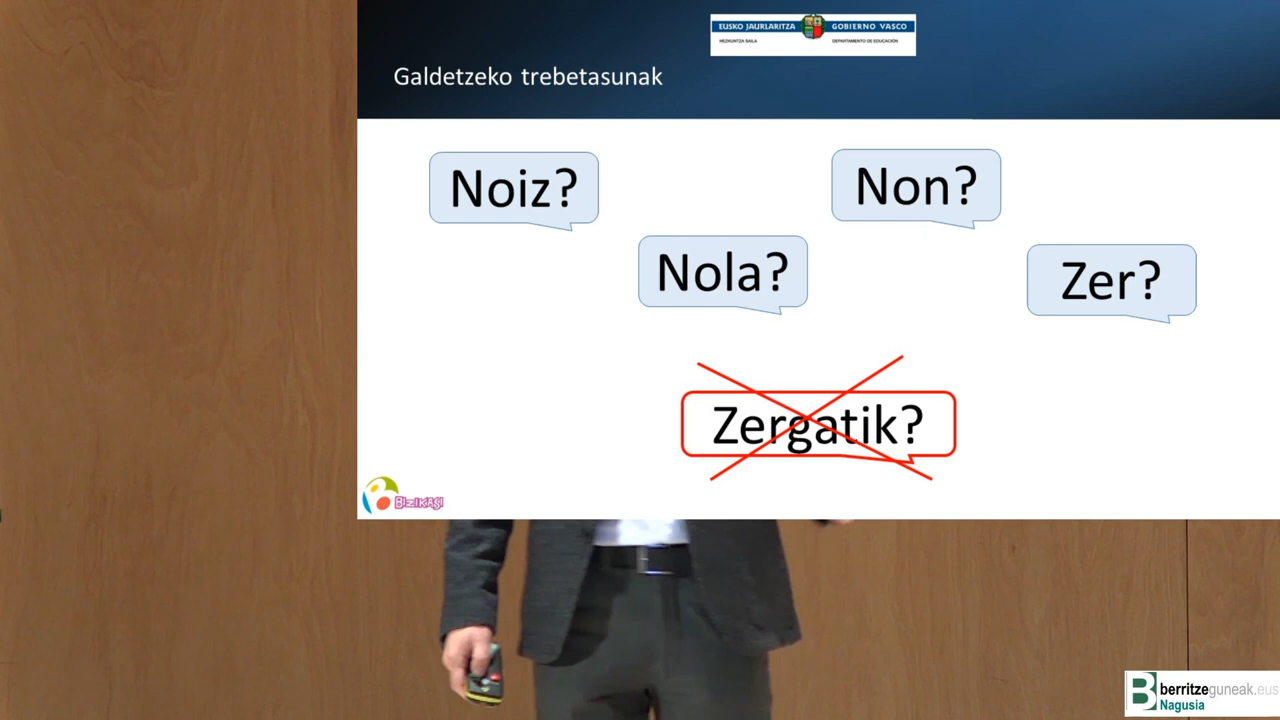 EUSKO JAURLARITZA
GOBIERNO VASCO
HEZKUNTZA SAILA
DEPARTAMENTO DE EDUCACIÓN
Galdetzeko trebetasunak
Noiz?
Non?
Nola?
Zer?
Zergatik?
BIZIKASI
berritzeguneak.eus
Nagusia